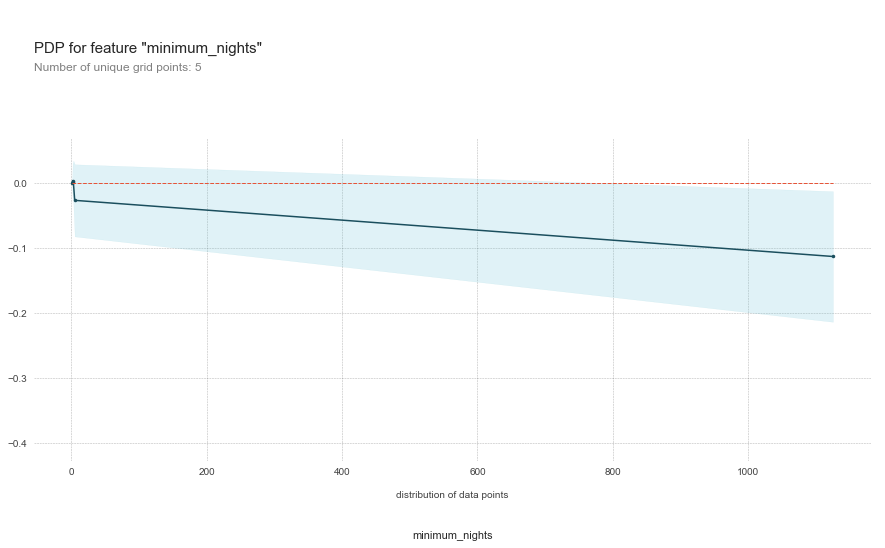 PDP for feature "minimum_nights"
Number of unique grid points: 5
0.0
−0.1
−0.2
−0.3
−0.4
0 200 400 600 800 1000
distribution of data points
minimum_nights